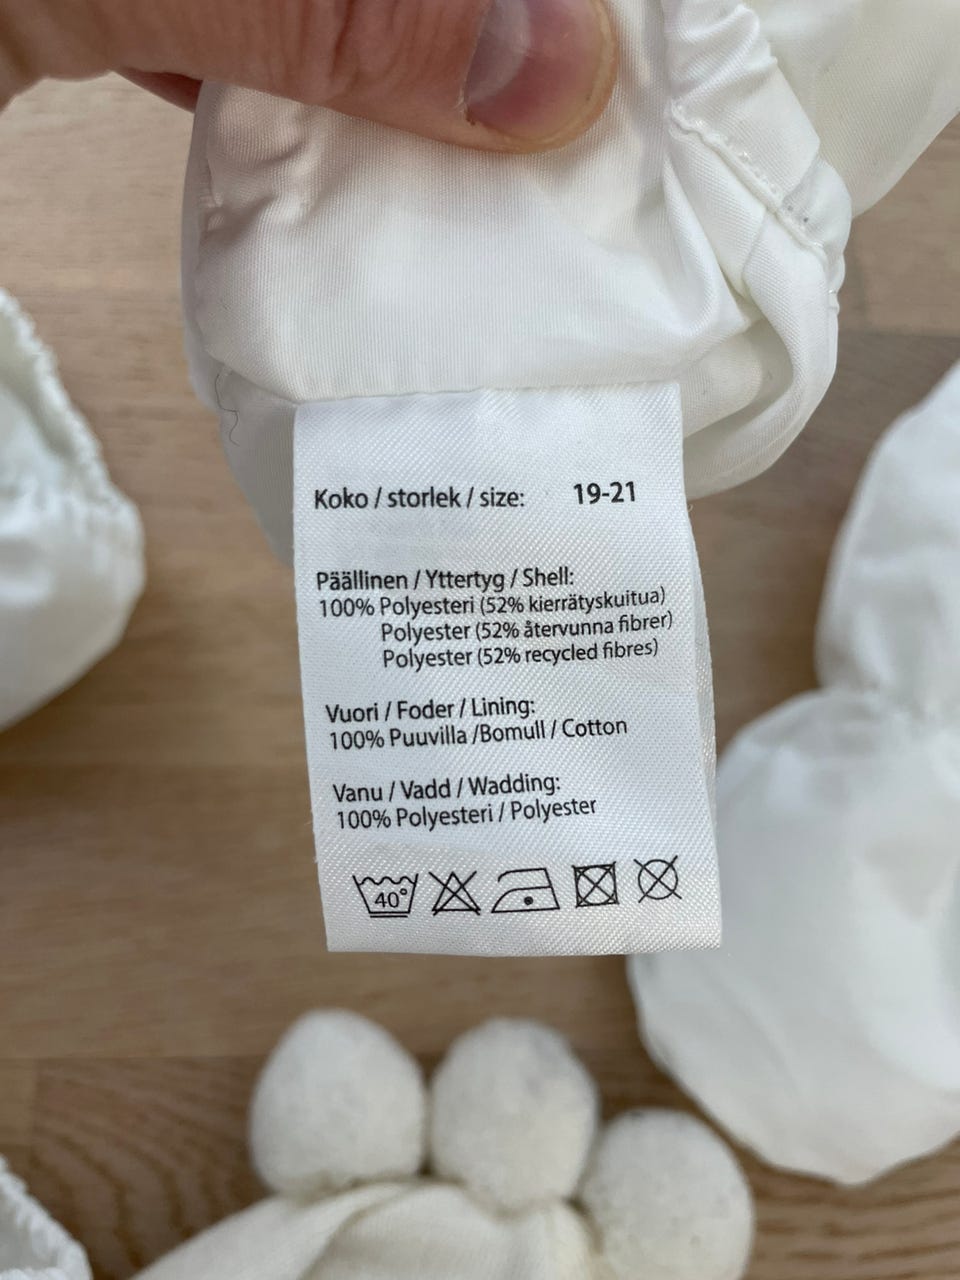 Koko / storlek / size: 19-21
Päällinen / Yttertyg / Shell:
100% Polyesteri (52% kierrätyskuitua)
Polyester (52% återvunna fibrer)
Polyester (52% recycled fibres)
Vuori / Foder / Lining:
100% Puuvilla /Bomull / Cotton
Vanu / Vadd / Wadding:
100% Polyesteri / Polyester
40°